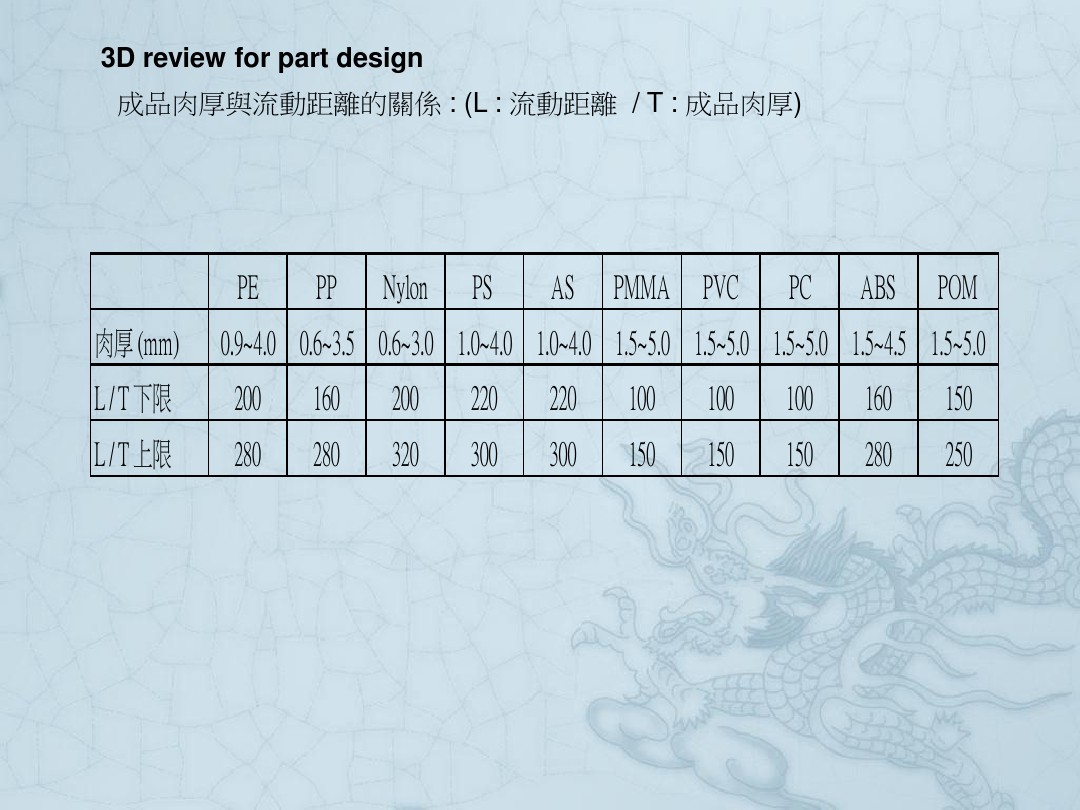 3D review for part design
成品肉厚與流動距離的關係 : (L : 流動距離 / T : 成品肉厚)
PE PP Nylon PS AS PMMA PVC PC ABS POM
肉厚 (mm) 0.9~4.0 0.6~3.5 0.6~3.0 1.0~4.0 1.0~4.0 1.5~5.0 1.5~5.0 1.5~5.0 1.5~4.5 1.5~5.0
L / T 下限 200 160 200 220 220 100 100 100 160 150
L / T 上限 280 280 320 300 300 150 150 150 280 250